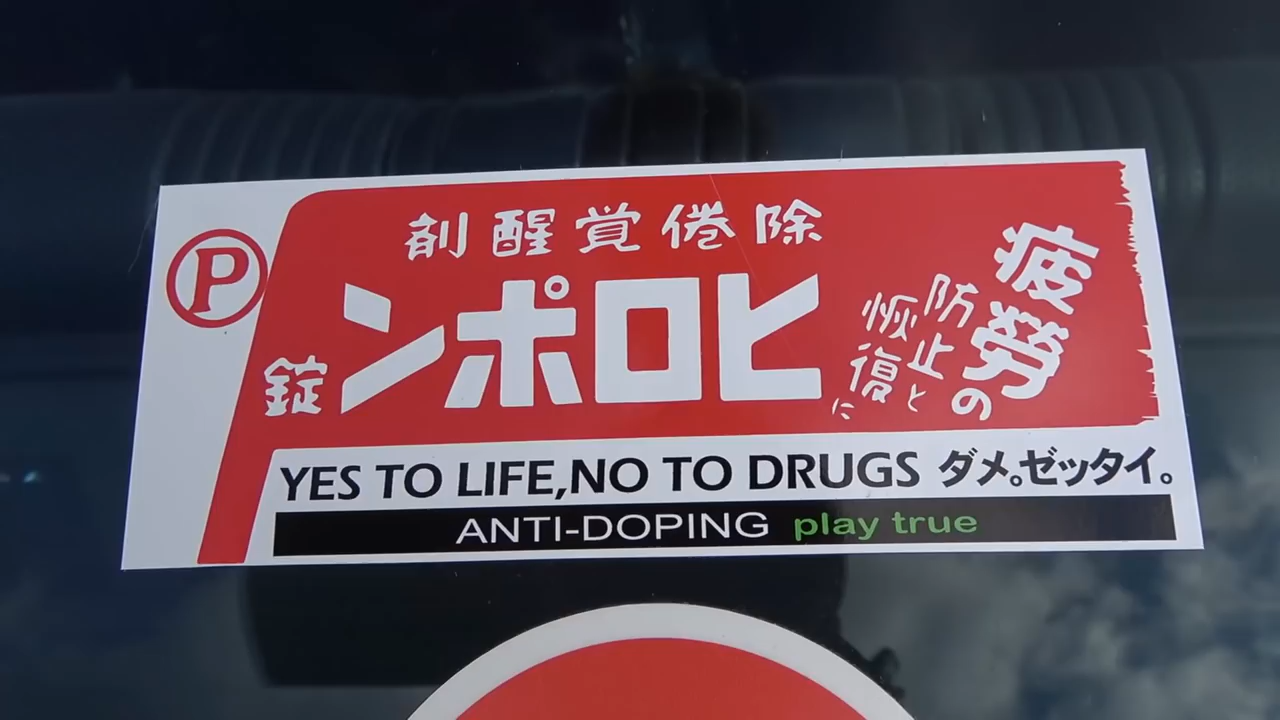 P
剤醒覚倦除
ンポロヒ
錠
疲労の
防止と
恢復に
YES TO LIFE,NO TO DRUGS ダメ。ゼッタイ。
ANTI-DOPING play true